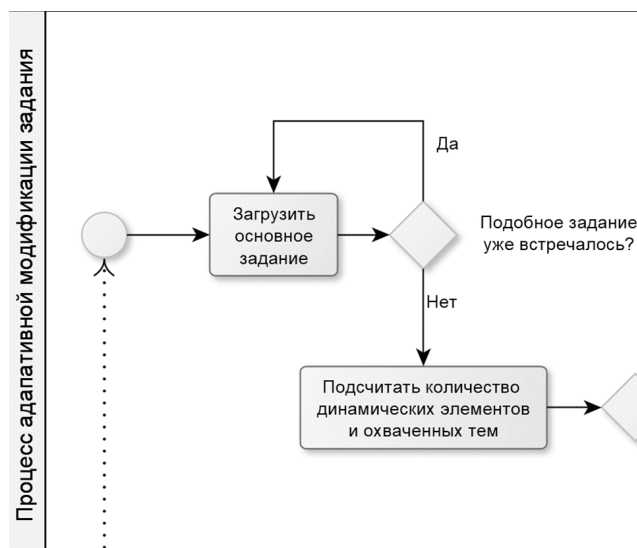 Процесс адапативной модификации задания
Да
Загрузить
основное
задание
Подобное задание
уже встречалось?
Нет
Подсчитать количество
динамических элементов
и охваченных тем